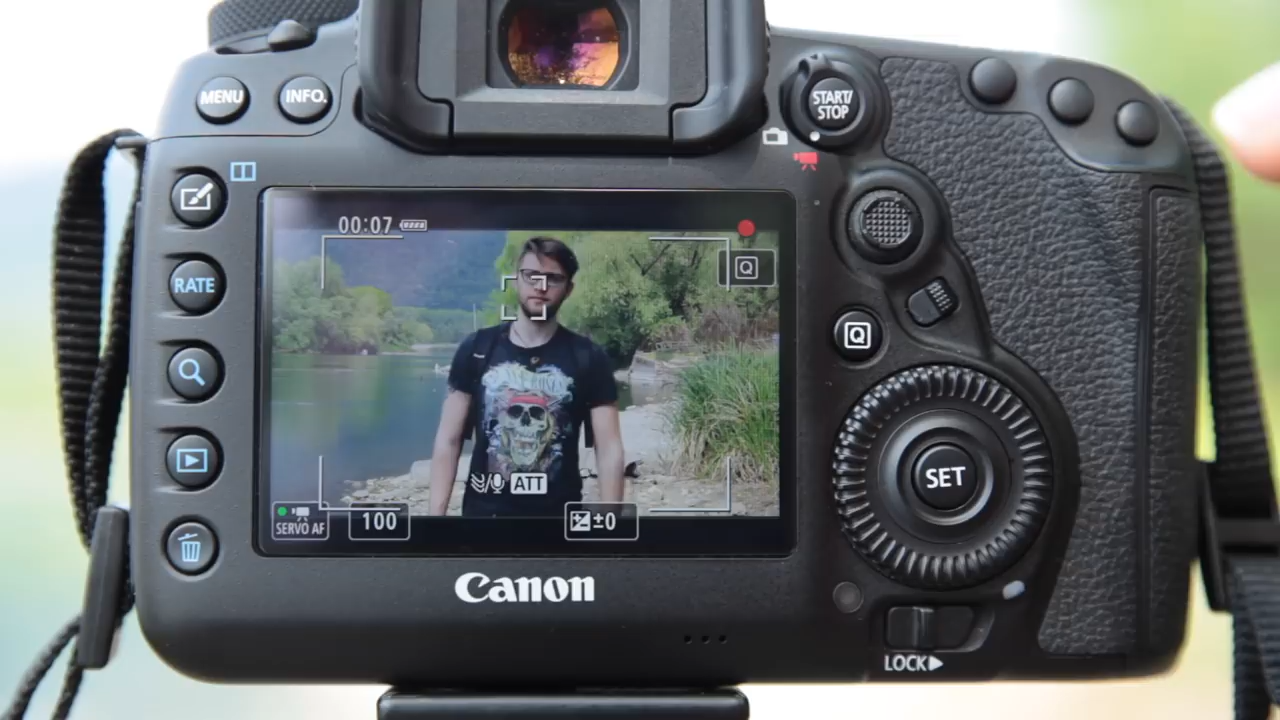 MENU
INFO.
START/
STOP
RATE
00:07
Q
Q
ATT
SERVO AF
100
±0
SET
Canon
LOCK▶